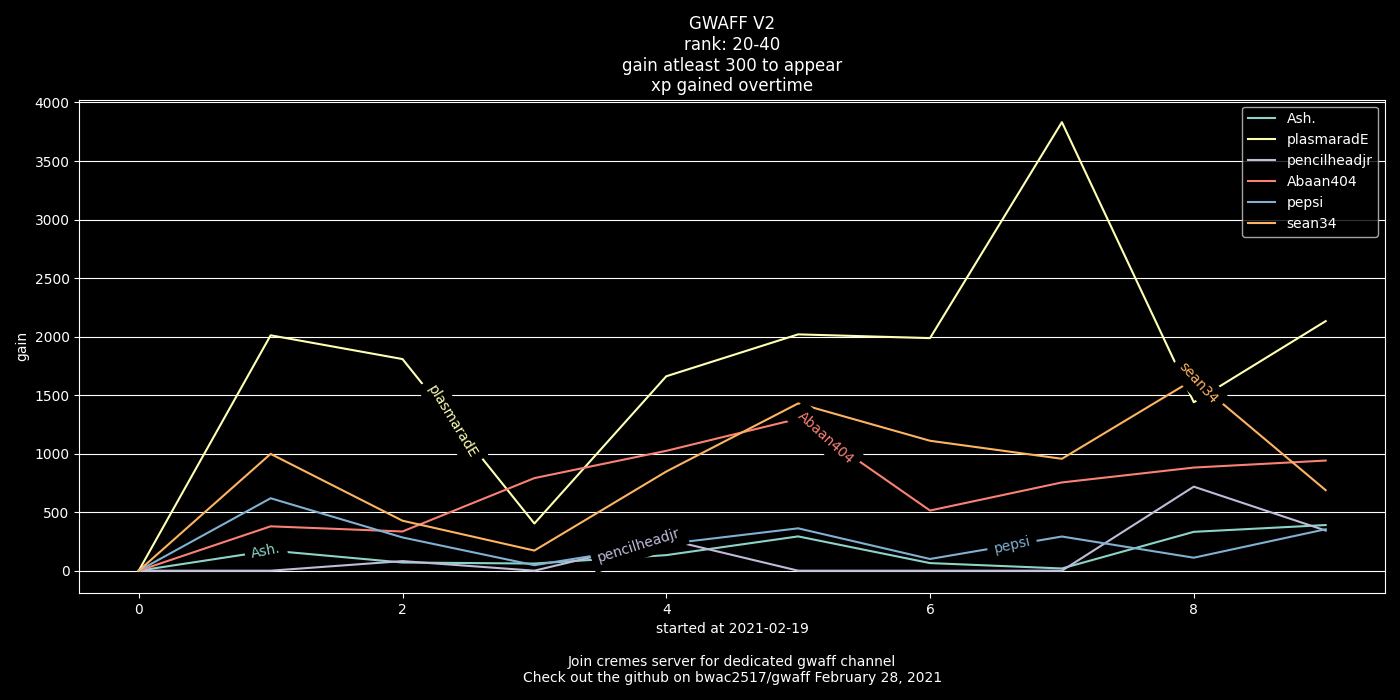 GWAFF V2
rank: 20-40
gain atleast 300 to appear
xp gained overtime
4000
3500
3000
2500
2000
1500
1000
500
0
gain
Ash.
plasmaradE
pencilheadjr
Abaan404
pepsi
sean34
Ash.
plasmaradE
pencilheadjr
Abaan404
pepsi
sean34
0
2
4
6
8
started at 2021-02-19
Join cremes server for dedicated gwaff channel
Check out the github on bwac2517/gwaff February 28, 2021